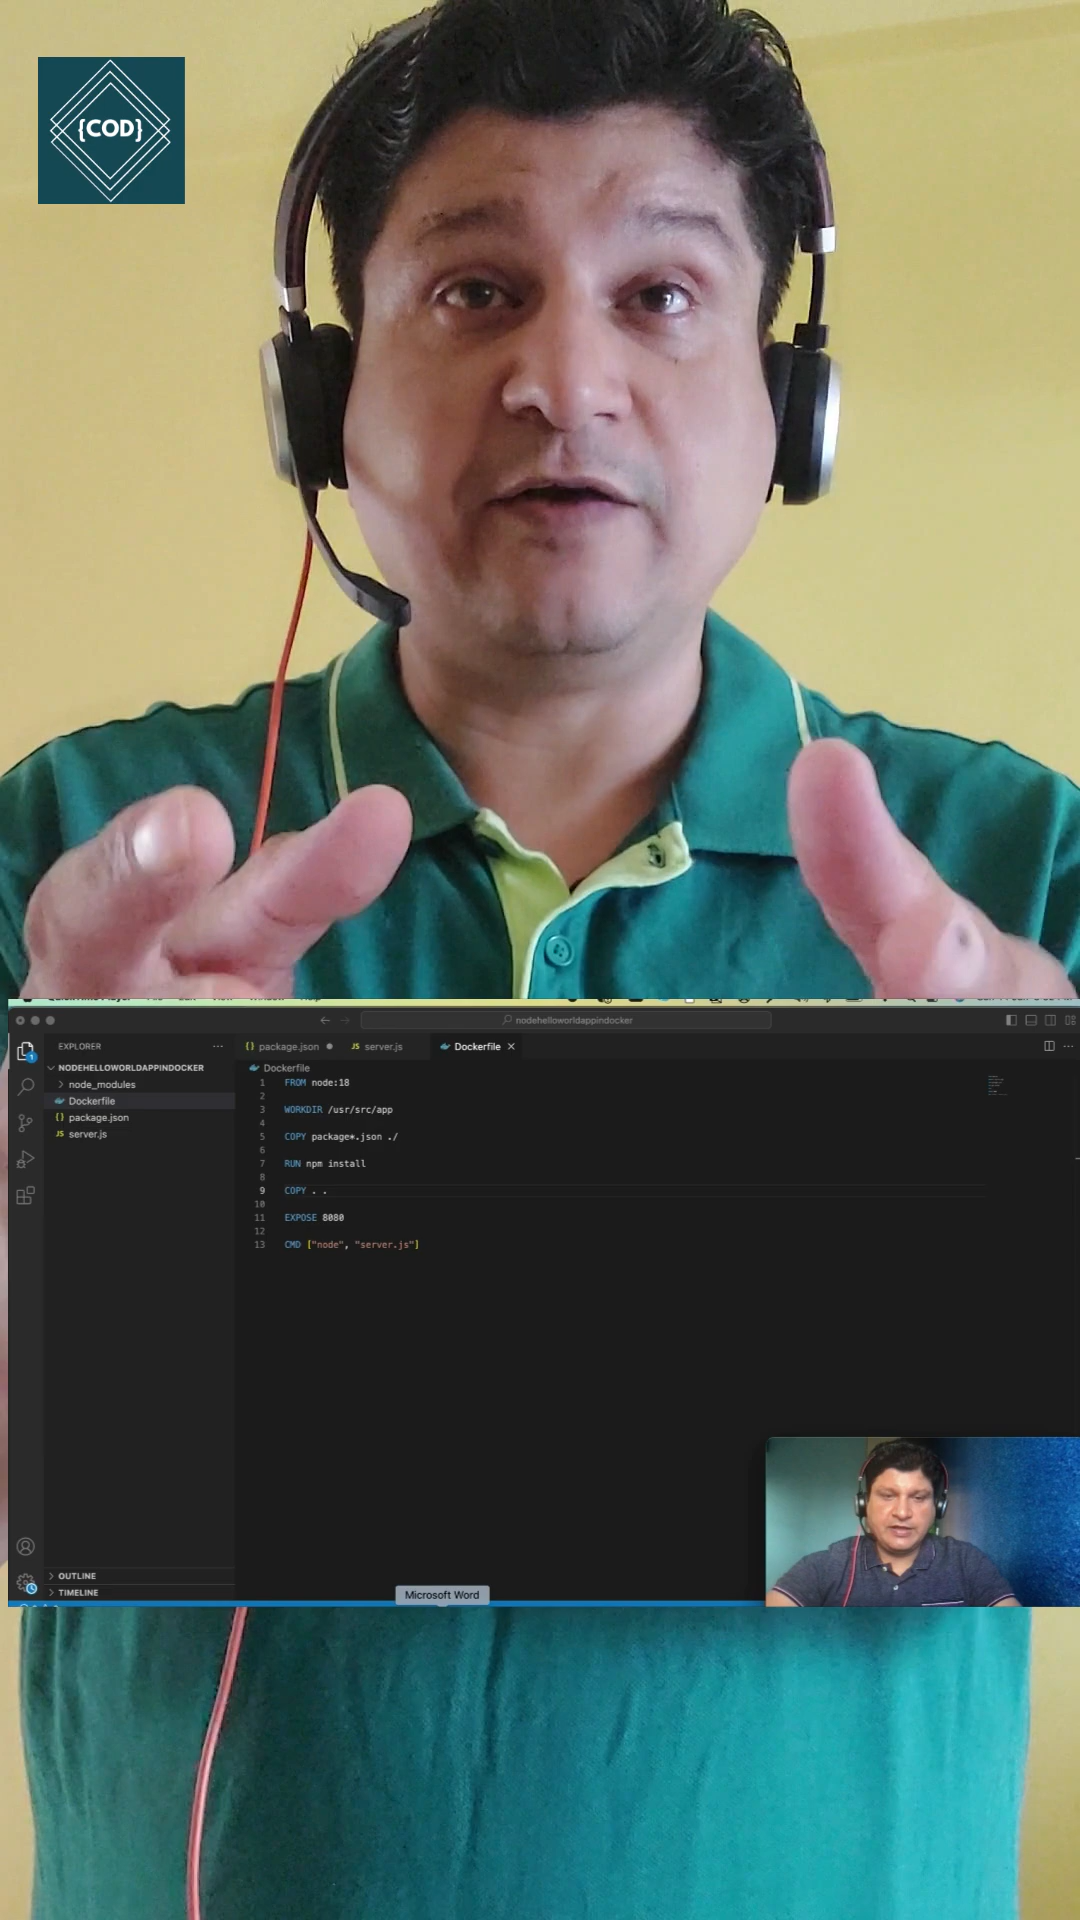 {COD}
nodehelloworldappindocker
EXPLORER
NODEHELLOWORLDAPPINDOCKER
node_modules
Dockerfile
package.json
server.js
OUTLINE
TIMELINE
package.json
server.js
Dockerfile
Dockerfile
1 FROM node:18
2
3 WORKDIR /usr/src/app
4
5 COPY package*.json ./
6
7 RUN npm install
8
9 COPY . .
10
11 EXPOSE 8080
12
13 CMD ["node", "server.js"]
Microsoft Word